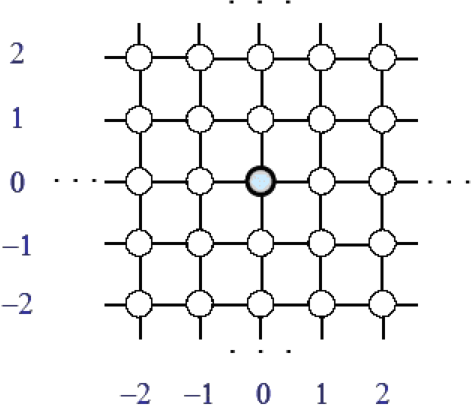 . . .
2
1
0 . . . . . .
–1
–2
. . .
–2 –1 0 1 2